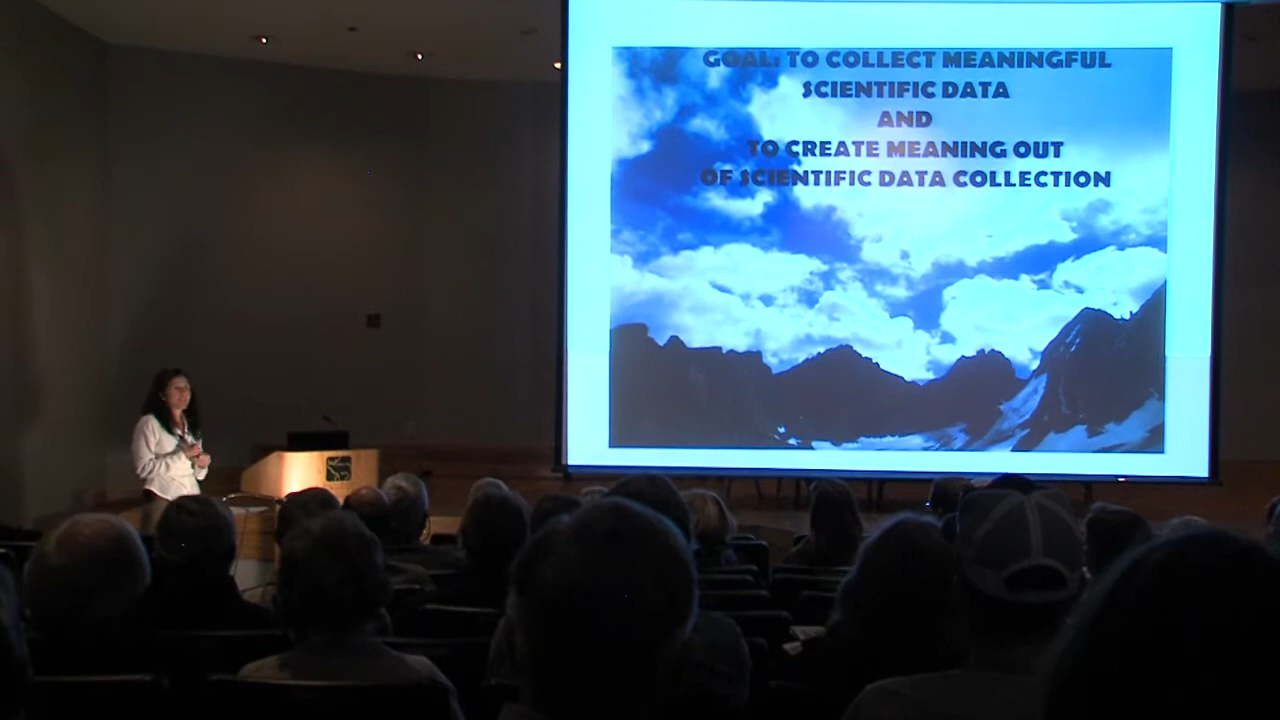 GOAL: TO COLLECT MEANINGFUL
SCIENTIFIC DATA
AND
TO CREATE MEANING OUT
OF SCIENTIFIC DATA COLLECTION